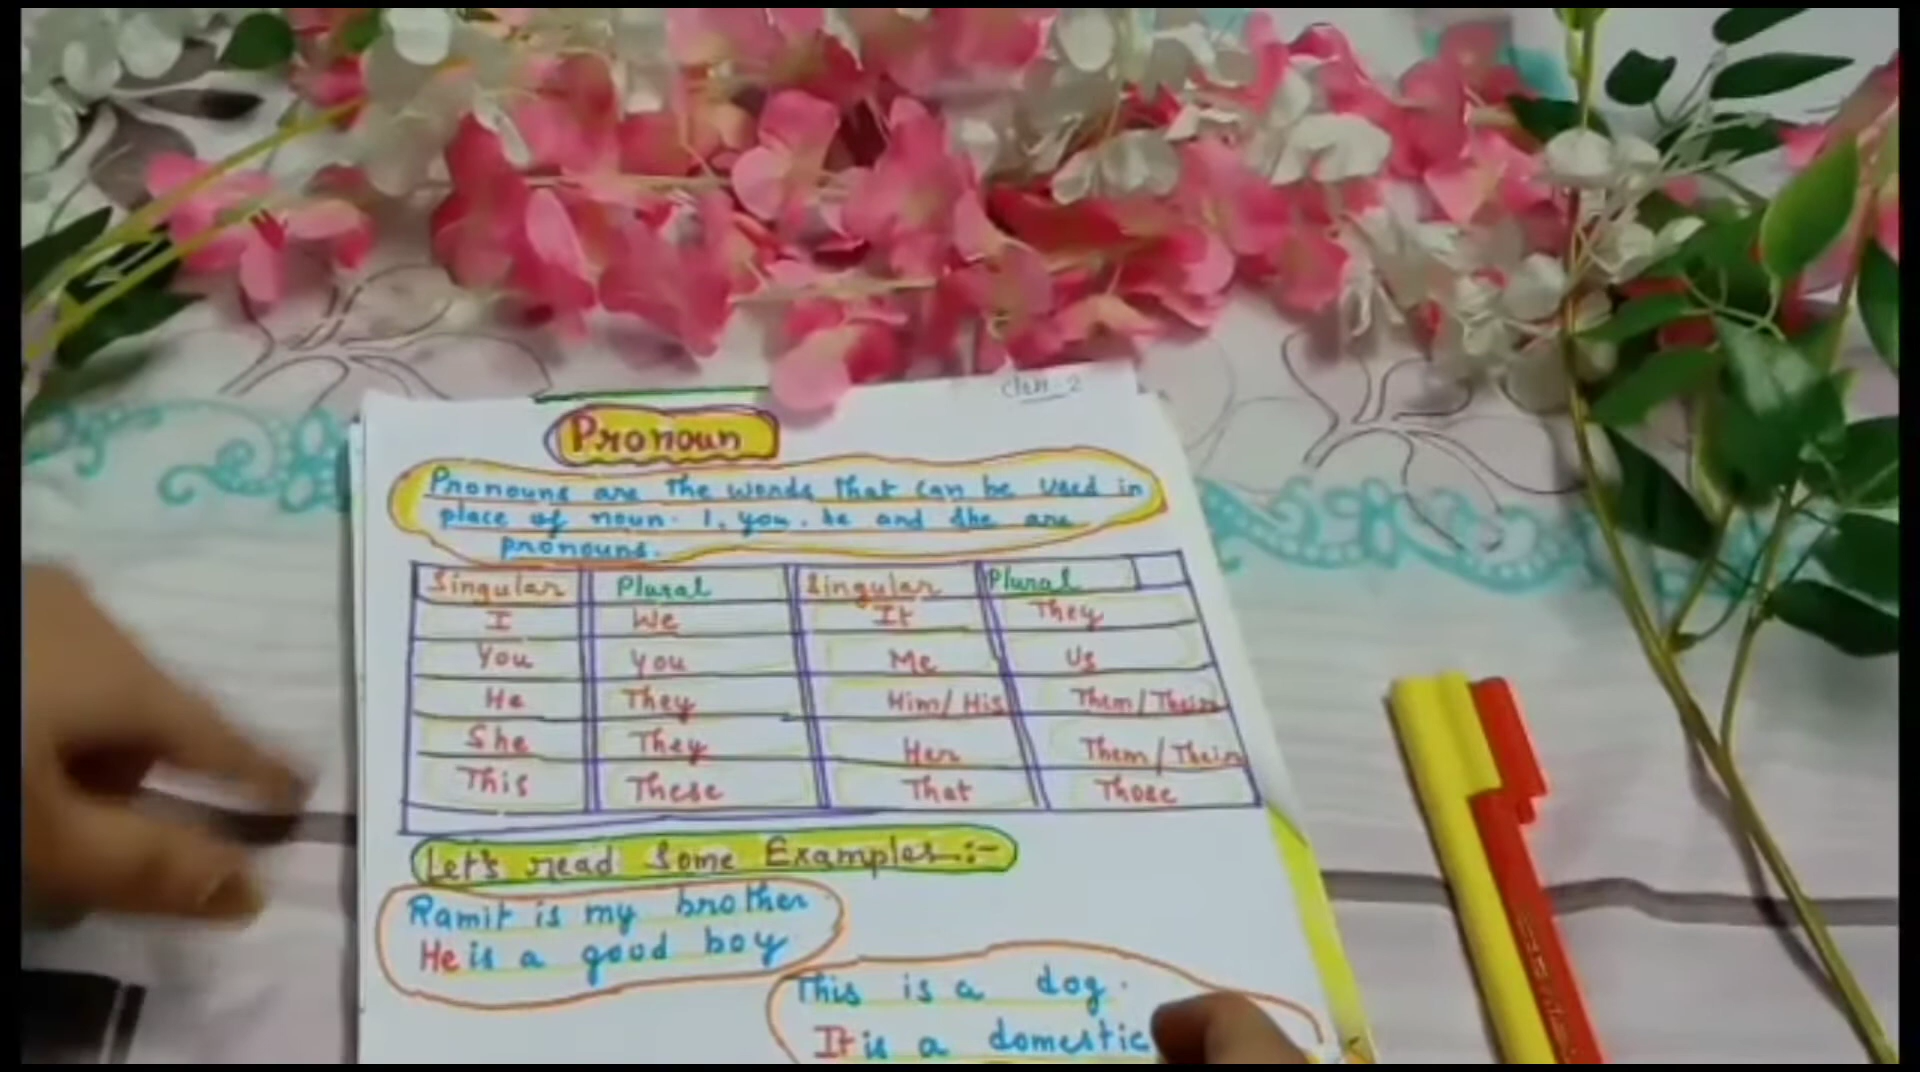 Class-2
Pronoun
Pronouns are the words that can be used in
place of noun. I, you, he and she are
pronouns.
Singular Plural Singular Plural
I We It They
You You Me Us
He They Him/His Them/Their
She They Her Them/Their
This These That Those
Let's read some Examples:-
Ramit is my brother.
He is a good boy.
This is a dog.
It is a domestic